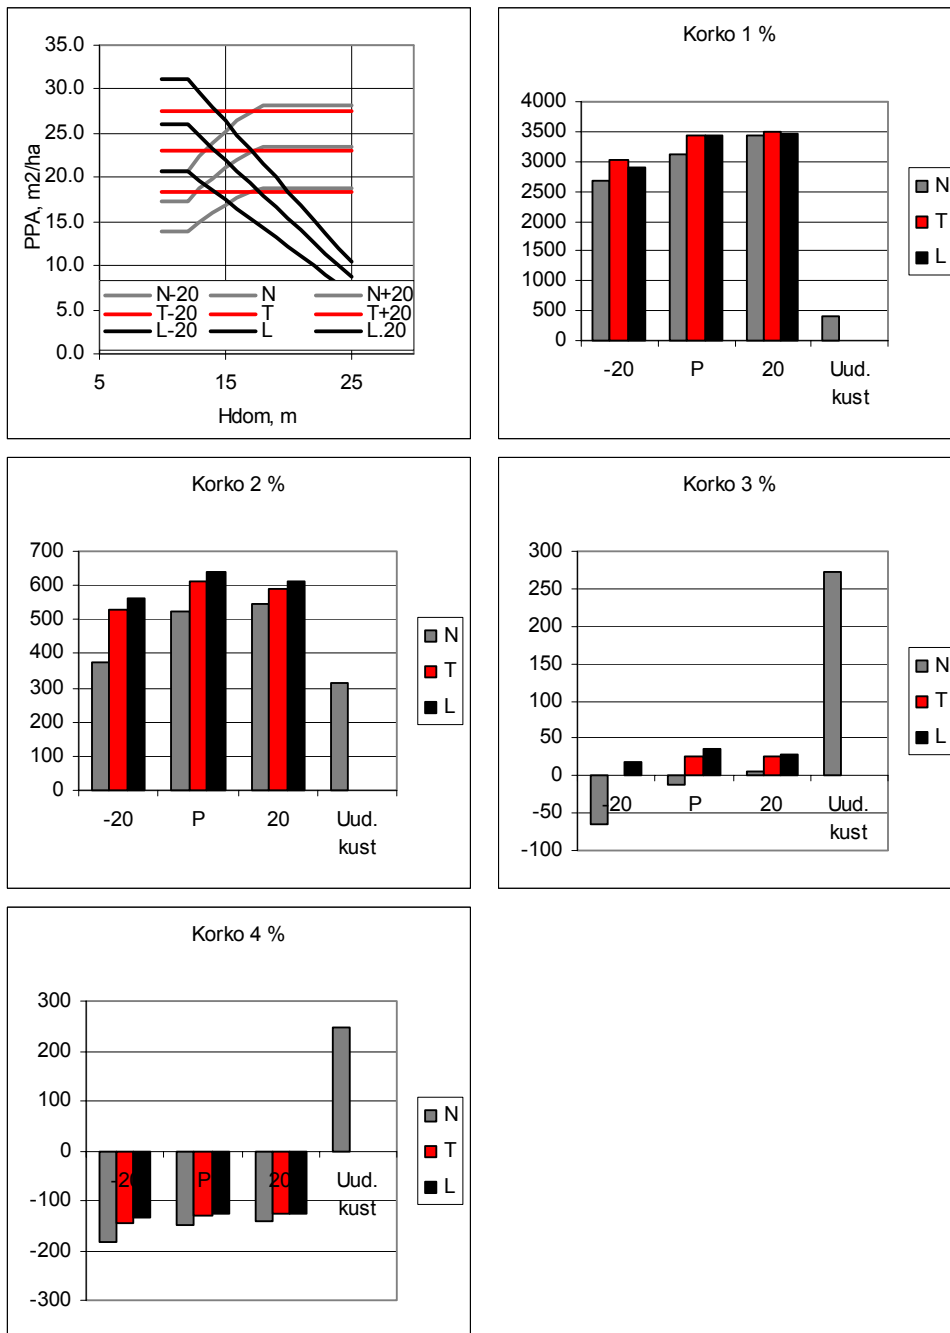 35.0
30.0
25.0
20.0
15.0
10.0
5.0
0.0
PPA, m2/ha
N-20 N N+20
T-20 T T+20
L-20 L L.20
5 15 25
Hdom, m
Korko 1 %
4000
3500
3000
2500
2000
1500
1000
500
0
-20 P 20 Uud.
kust
N
T
L
Korko 2 %
700
600
500
400
300
200
100
0
-20 P 20 Uud.
kust
N
T
L
Korko 3 %
300
250
200
150
100
50
0
-50
-100
-20 P 20 Uud.
kust
N
T
L
Korko 4 %
300
200
100
0
-100
-200
-300
-20 P 20 Uud.
kust
N
T
L